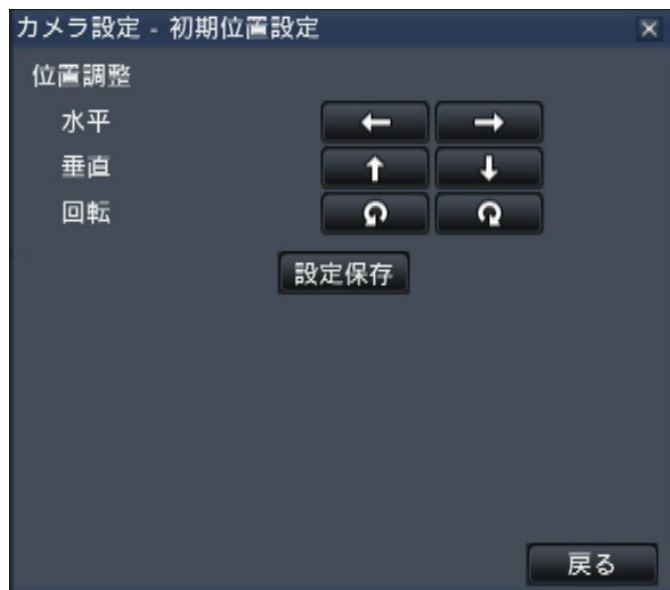 カメラ設定 - 初期位置設定
位置調整
水平 ← →
垂直 ↑ ↓
回転
設定保存
戻る